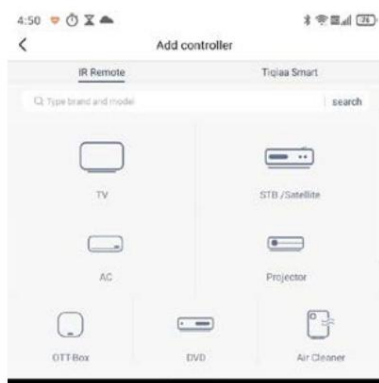 4:50
Add controller
IR Remote
Tiqiaa Smart
Type brand and model
search
TV
STB /Satellite
AC
Projector
OTT-Box
DVD
Air Cleaner